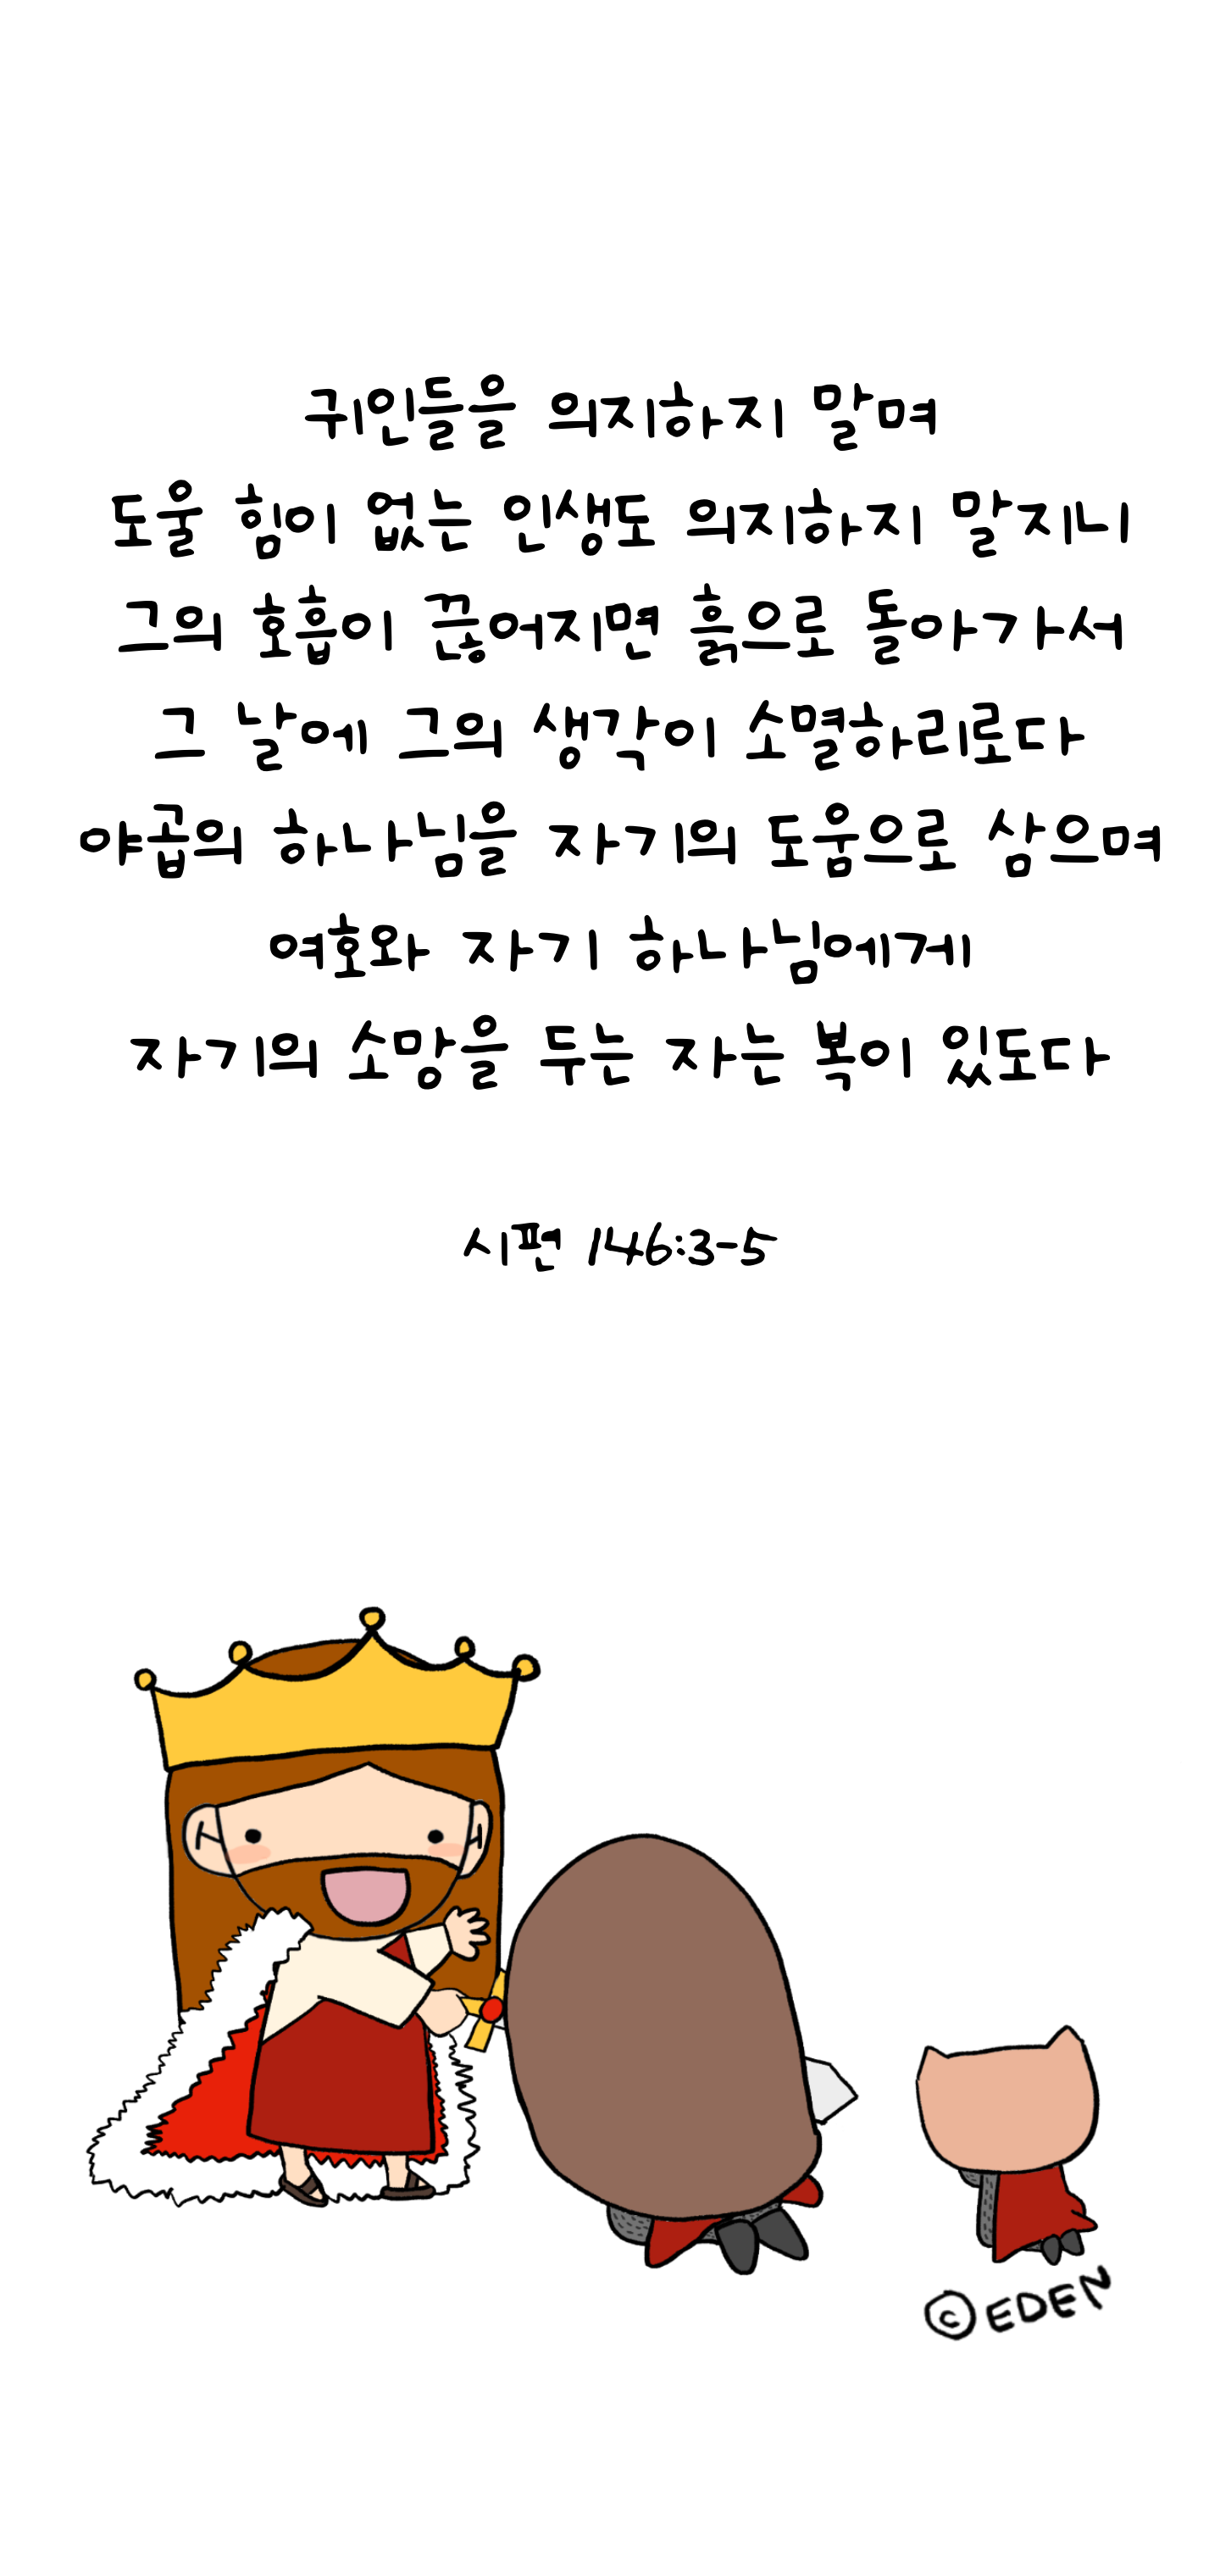 귀인들을 의지하지 말며
도울 힘이 없는 인생도 의지하지 말지니
그의 호흡이 끊어지면 흙으로 돌아가서
그 날에 그의 생각이 소멸하리로다
야곱의 하나님을 자기의 도움으로 삼으며
여호와 자기 하나님에게
자기의 소망을 두는 자는 복이 있도다
시편 146:3-5
©EDEN